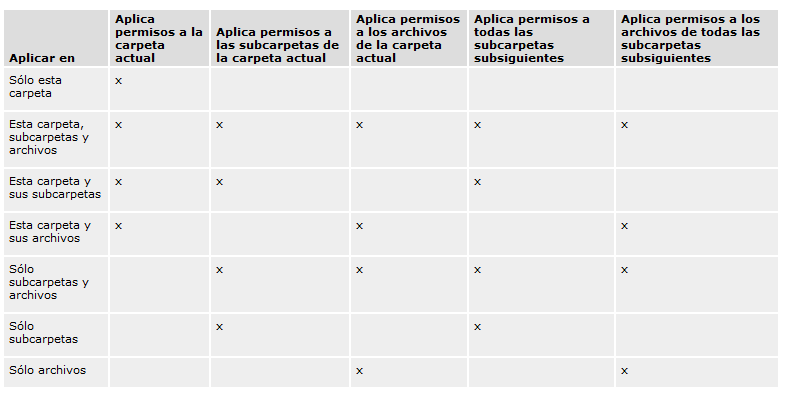 Aplicar en
Aplica
permisos a la
carpeta
actual
Aplica permisos a
las subcarpetas de
la carpeta actual
Aplica permisos
a los archivos
de la carpeta
actual
Aplica permisos a
todas las
subcarpetas
subsiguientes
Aplica permisos a los
archivos de todas las
subcarpetas
subsiguientes
Sólo esta
carpeta
x
Esta carpeta,
subcarpetas y
archivos
x x x x x
Esta carpeta y
sus subcarpetas
x x x
Esta carpeta y
sus archivos
x x x
Sólo
subcarpetas y
archivos
x x x x
Sólo
subcarpetas
x x
Sólo archivos
x x